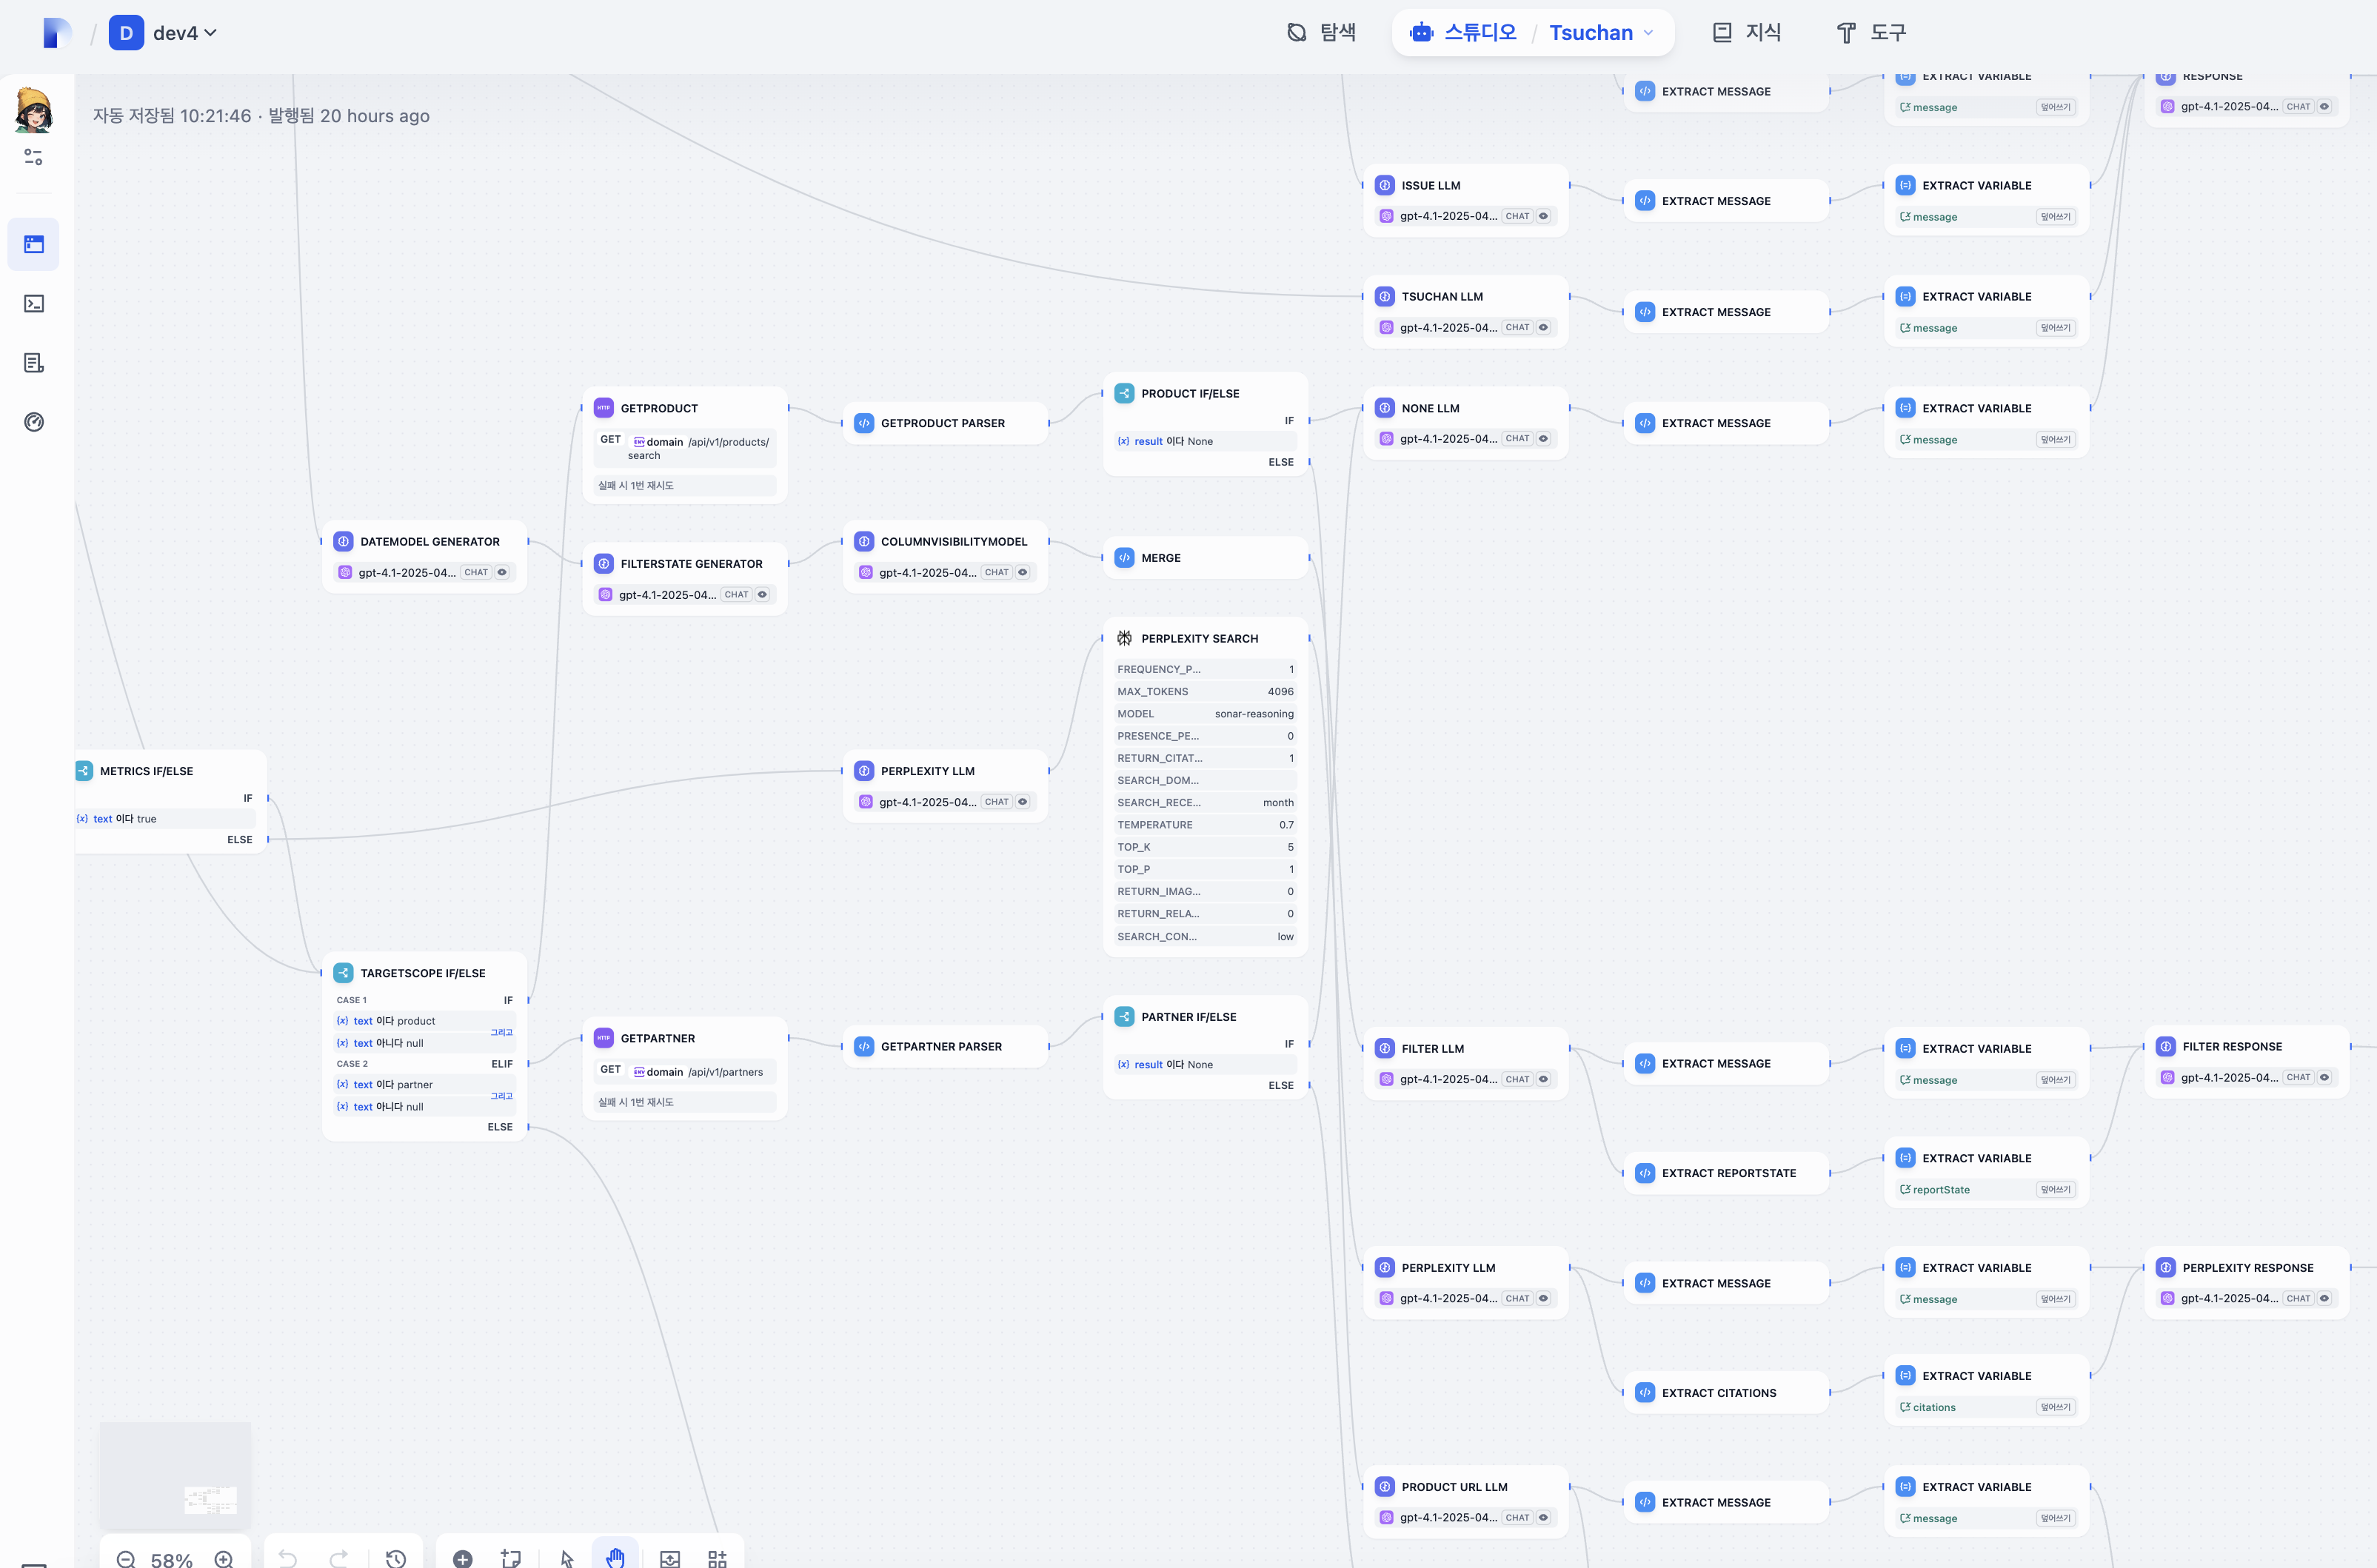 D dev4
탐색
스튜디오 / Tsuchan
지식
도구
자동 저장됨 10:21:46 · 발행됨 20 hours ago
EXTRACT MESSAGE
EXTRACT VARIABLE
message 덮어쓰기
RESPONSE
gpt-4.1-2025-04... CHAT
ISSUE LLM
gpt-4.1-2025-04... CHAT
EXTRACT MESSAGE
EXTRACT VARIABLE
message 덮어쓰기
TSUCHAN LLM
gpt-4.1-2025-04... CHAT
EXTRACT MESSAGE
EXTRACT VARIABLE
message 덮어쓰기
GETPRODUCT
HTTP
GET ENV domain /api/v1/products/
search
실패 시 1번 재시도
GETPRODUCT PARSER
PRODUCT IF/ELSE
IF
(x) result 이다 None
ELSE
NONE LLM
gpt-4.1-2025-04... CHAT
EXTRACT MESSAGE
EXTRACT VARIABLE
message 덮어쓰기
DATEMODEL GENERATOR
gpt-4.1-2025-04... CHAT
FILTERSTATE GENERATOR
gpt-4.1-2025-04... CHAT
COLUMNVISIBILITYMODEL
gpt-4.1-2025-04... CHAT
MERGE
PERPLEXITY SEARCH
FREQUENCY_P... 1
MAX_TOKENS 4096
MODEL sonar-reasoning
PRESENCE_PE... 0
RETURN_CITAT... 1
SEARCH_DOM...
SEARCH_RECE... month
TEMPERATURE 0.7
TOP_K 5
TOP_P 1
RETURN_IMAG... 0
RETURN_RELA... 0
SEARCH_CON... low
METRICS IF/ELSE
IF
(x) text 이다 true
ELSE
PERPLEXITY LLM
gpt-4.1-2025-04... CHAT
TARGETSCOPE IF/ELSE
CASE 1 IF
(x) text 이다 product
그리고
(x) text 아니다 null
CASE 2 ELIF
(x) text 이다 partner
그리고
(x) text 아니다 null
ELSE
HTTP
GETPARTNER
GET ENV domain /api/v1/partners
실패 시 1번 재시도
GETPARTNER PARSER
PARTNER IF/ELSE
IF
(x) result 이다 None
ELSE
FILTER LLM
gpt-4.1-2025-04... CHAT
EXTRACT MESSAGE
EXTRACT VARIABLE
message 덮어쓰기
FILTER RESPONSE
gpt-4.1-2025-04... CHAT
EXTRACT REPORTSTATE
EXTRACT VARIABLE
reportState 덮어쓰기
PERPLEXITY LLM
gpt-4.1-2025-04... CHAT
EXTRACT MESSAGE
EXTRACT VARIABLE
message 덮어쓰기
PERPLEXITY RESPONSE
gpt-4.1-2025-04... CHAT
EXTRACT CITATIONS
EXTRACT VARIABLE
citations 덮어쓰기
PRODUCT URL LLM
gpt-4.1-2025-04... CHAT
EXTRACT MESSAGE
EXTRACT VARIABLE
message 덮어쓰기
58%